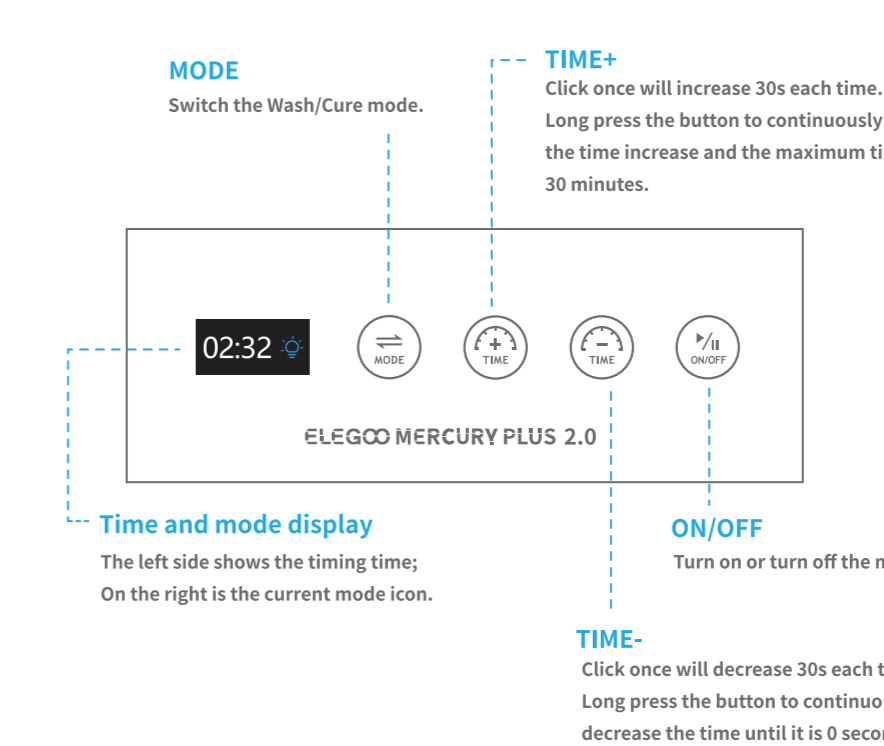 MODE
Switch the Wash/Cure mode.
TIME+
Click once will increase 30s each time.
Long press the button to continuously
the time increase and the maximum
30 minutes.
02:32
MODE
+
TIME
-
TIME
ON/OFF
ELEGOO MERCURY PLUS 2.0
Time and mode display
The left side shows the timing time;
On the right is the current mode icon.
ON/OFF
Turn on or turn off the
TIME-
Click once will decrease 30s each
Long press the button to
decrease the time until it is 0